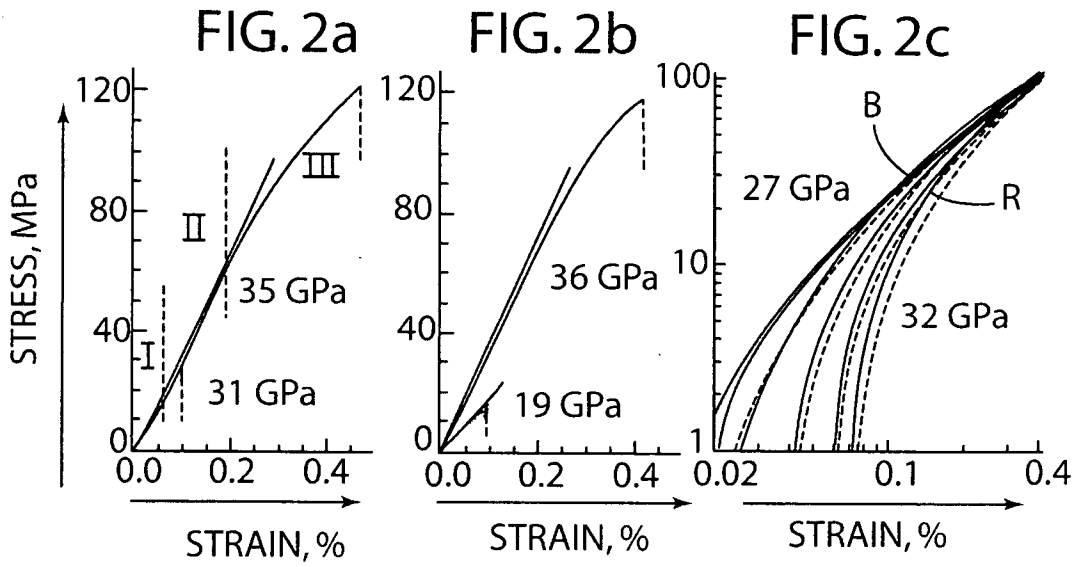 FIG. 2a
FIG. 2b
FIG. 2c
STRESS, MPa
120
80
40
0
I
II
III
35 GPa
31 GPa
0.0
0.2
0.4
STRAIN, %
120
80
40
0
36 GPa
19 GPa
0.0
0.2
0.4
STRAIN, %
100
10
1
B
R
27 GPa
32 GPa
0.02
0.1
0.4
STRAIN, %